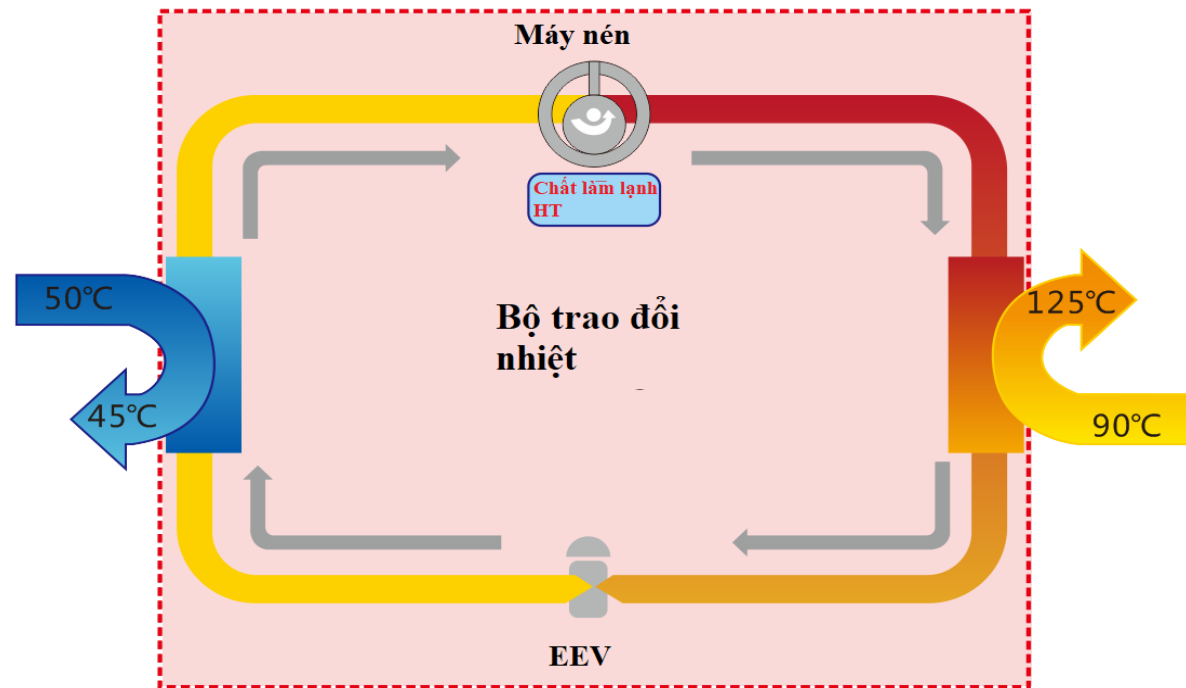 Máy nén
Chất làm lạnh
HT
50℃
125℃
Bộ trao đổi
nhiệt
45℃
90℃
EEV